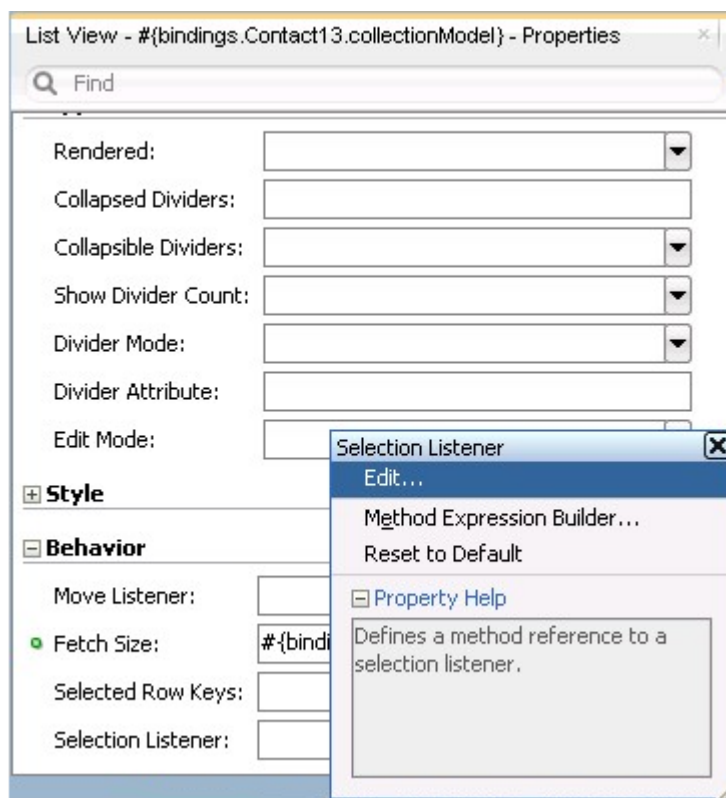 List View - #{bindings.Contact13.collectionModel} - Properties
Find
Rendered:
Collapsed Dividers:
Collapsible Dividers:
Show Divider Count:
Divider Mode:
Divider Attribute:
Edit Mode:
Style
Behavior
Move Listener:
Fetch Size: #{bindi
Selected Row Keys:
Selection Listener:
Selection Listener
Edit...
Method Expression Builder...
Reset to Default
Property Help
Defines a method reference to a
selection listener.